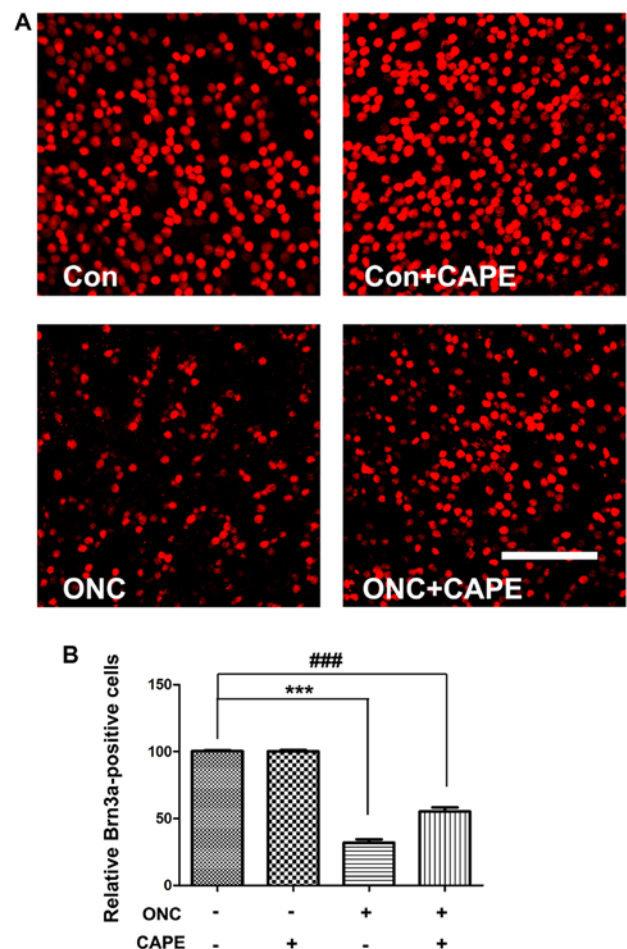 A
Con
Con+CAPE
ONC
ONC+CAPE
B
Relative Brn3a-positive cells
###
***
150
100
50
0
ONC - - + +
CAPE - + - +